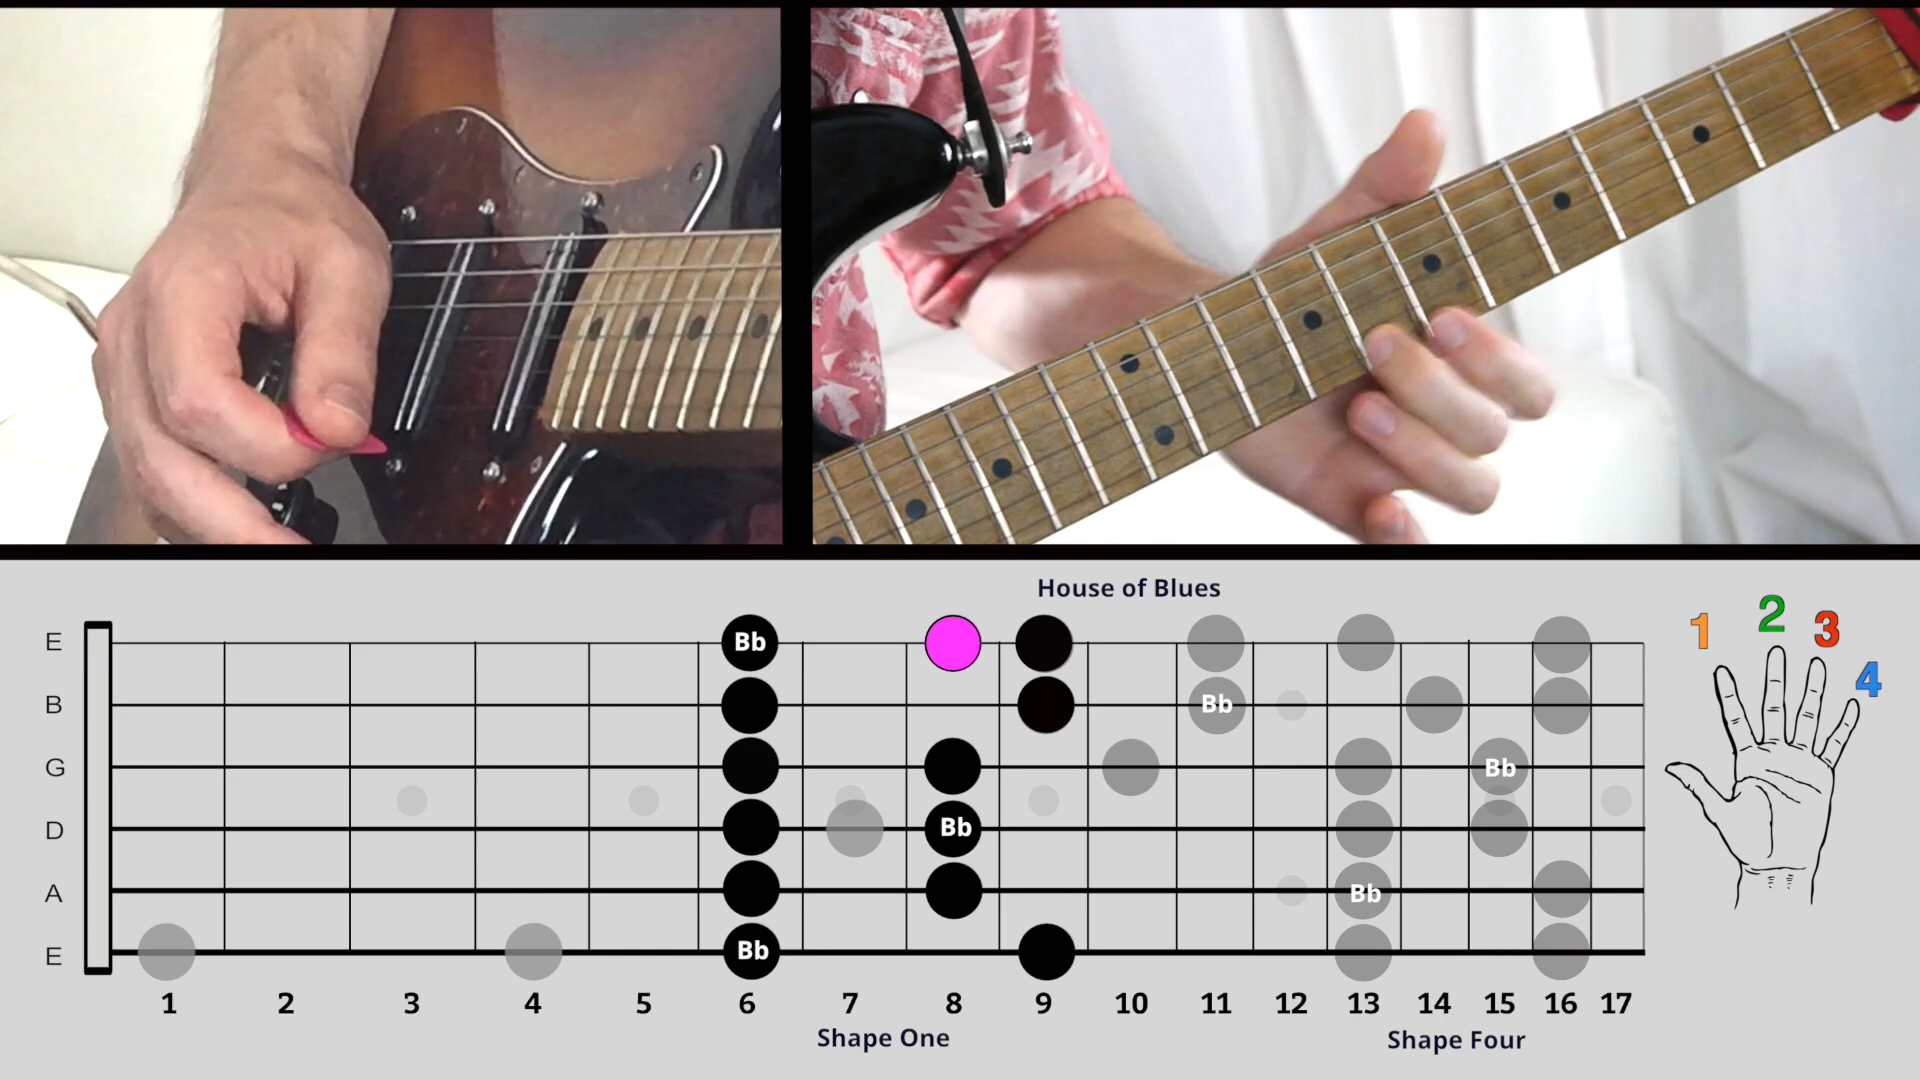 House of Blues
1 2 3 4
E Bb
B Bb
G Bb
D Bb
A Bb
E Bb
1 2 3 4 5 6 7 8 9 10 11 12 13 14 15 16 17
Shape One Shape Four